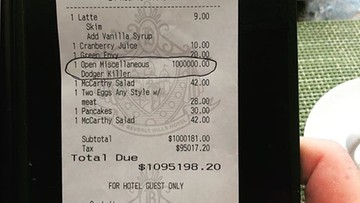 1 Latte 9.00
Skim
Add Vanilla Syrup
1 Cranberry Juice 10.00
1 Green Envy 20.00
1 Open Miscellaneous 1000000.00
Dodger Killer
1 McCarthy Salad 42.00
1 Two Eggs Any Style w/
meat 28.00
1 Pancakes 30.00
1 McCarthy Salad 42.00
Subtotal $1000181.00
Tax $95017.20
Total Due
$1095198.20
FOR HOTEL GUEST ONLY